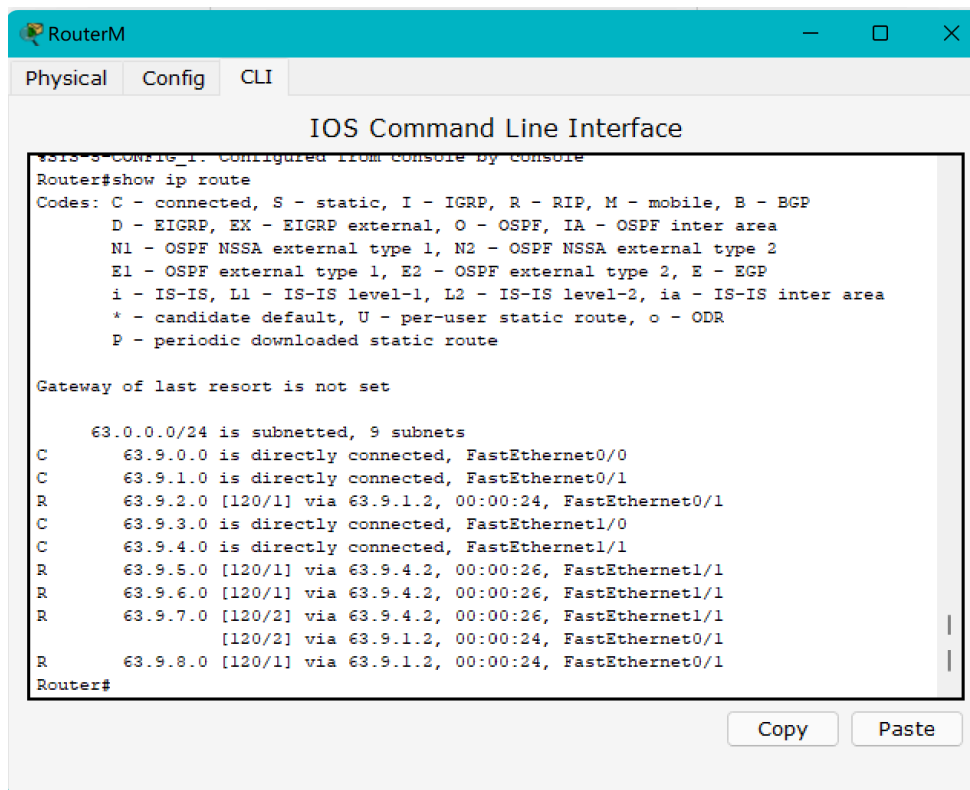 RouterM
Physical Config CLI
IOS Command Line Interface
%SYS-5-CONFIG_I: Configured from console by console
Router#show ip route
Codes: C - connected, S - static, I - IGRP, R - RIP, M - mobile, B - BGP
       D - EIGRP, EX - EIGRP external, O - OSPF, IA - OSPF inter area
       N1 - OSPF NSSA external type 1, N2 - OSPF NSSA external type 2
       E1 - OSPF external type 1, E2 - OSPF external type 2, E - EGP
       i - IS-IS, L1 - IS-IS level-1, L2 - IS-IS level-2, ia - IS-IS inter area
       * - candidate default, U - per-user static route, o - ODR
       P - periodic downloaded static route
Gateway of last resort is not set
     63.0.0.0/24 is subnetted, 9 subnets
C       63.9.0.0 is directly connected, FastEthernet0/0
C       63.9.1.0 is directly connected, FastEthernet0/1
R       63.9.2.0 [120/1] via 63.9.1.2, 00:00:24, FastEthernet0/1
C       63.9.3.0 is directly connected, FastEthernet1/0
C       63.9.4.0 is directly connected, FastEthernet1/1
R       63.9.5.0 [120/1] via 63.9.4.2, 00:00:26, FastEthernet1/1
R       63.9.6.0 [120/1] via 63.9.4.2, 00:00:26, FastEthernet1/1
R       63.9.7.0 [120/2] via 63.9.4.2, 00:00:26, FastEthernet1/1
                 [120/2] via 63.9.1.2, 00:00:24, FastEthernet0/1
R       63.9.8.0 [120/1] via 63.9.1.2, 00:00:24, FastEthernet0/1
Router#
Copy Paste